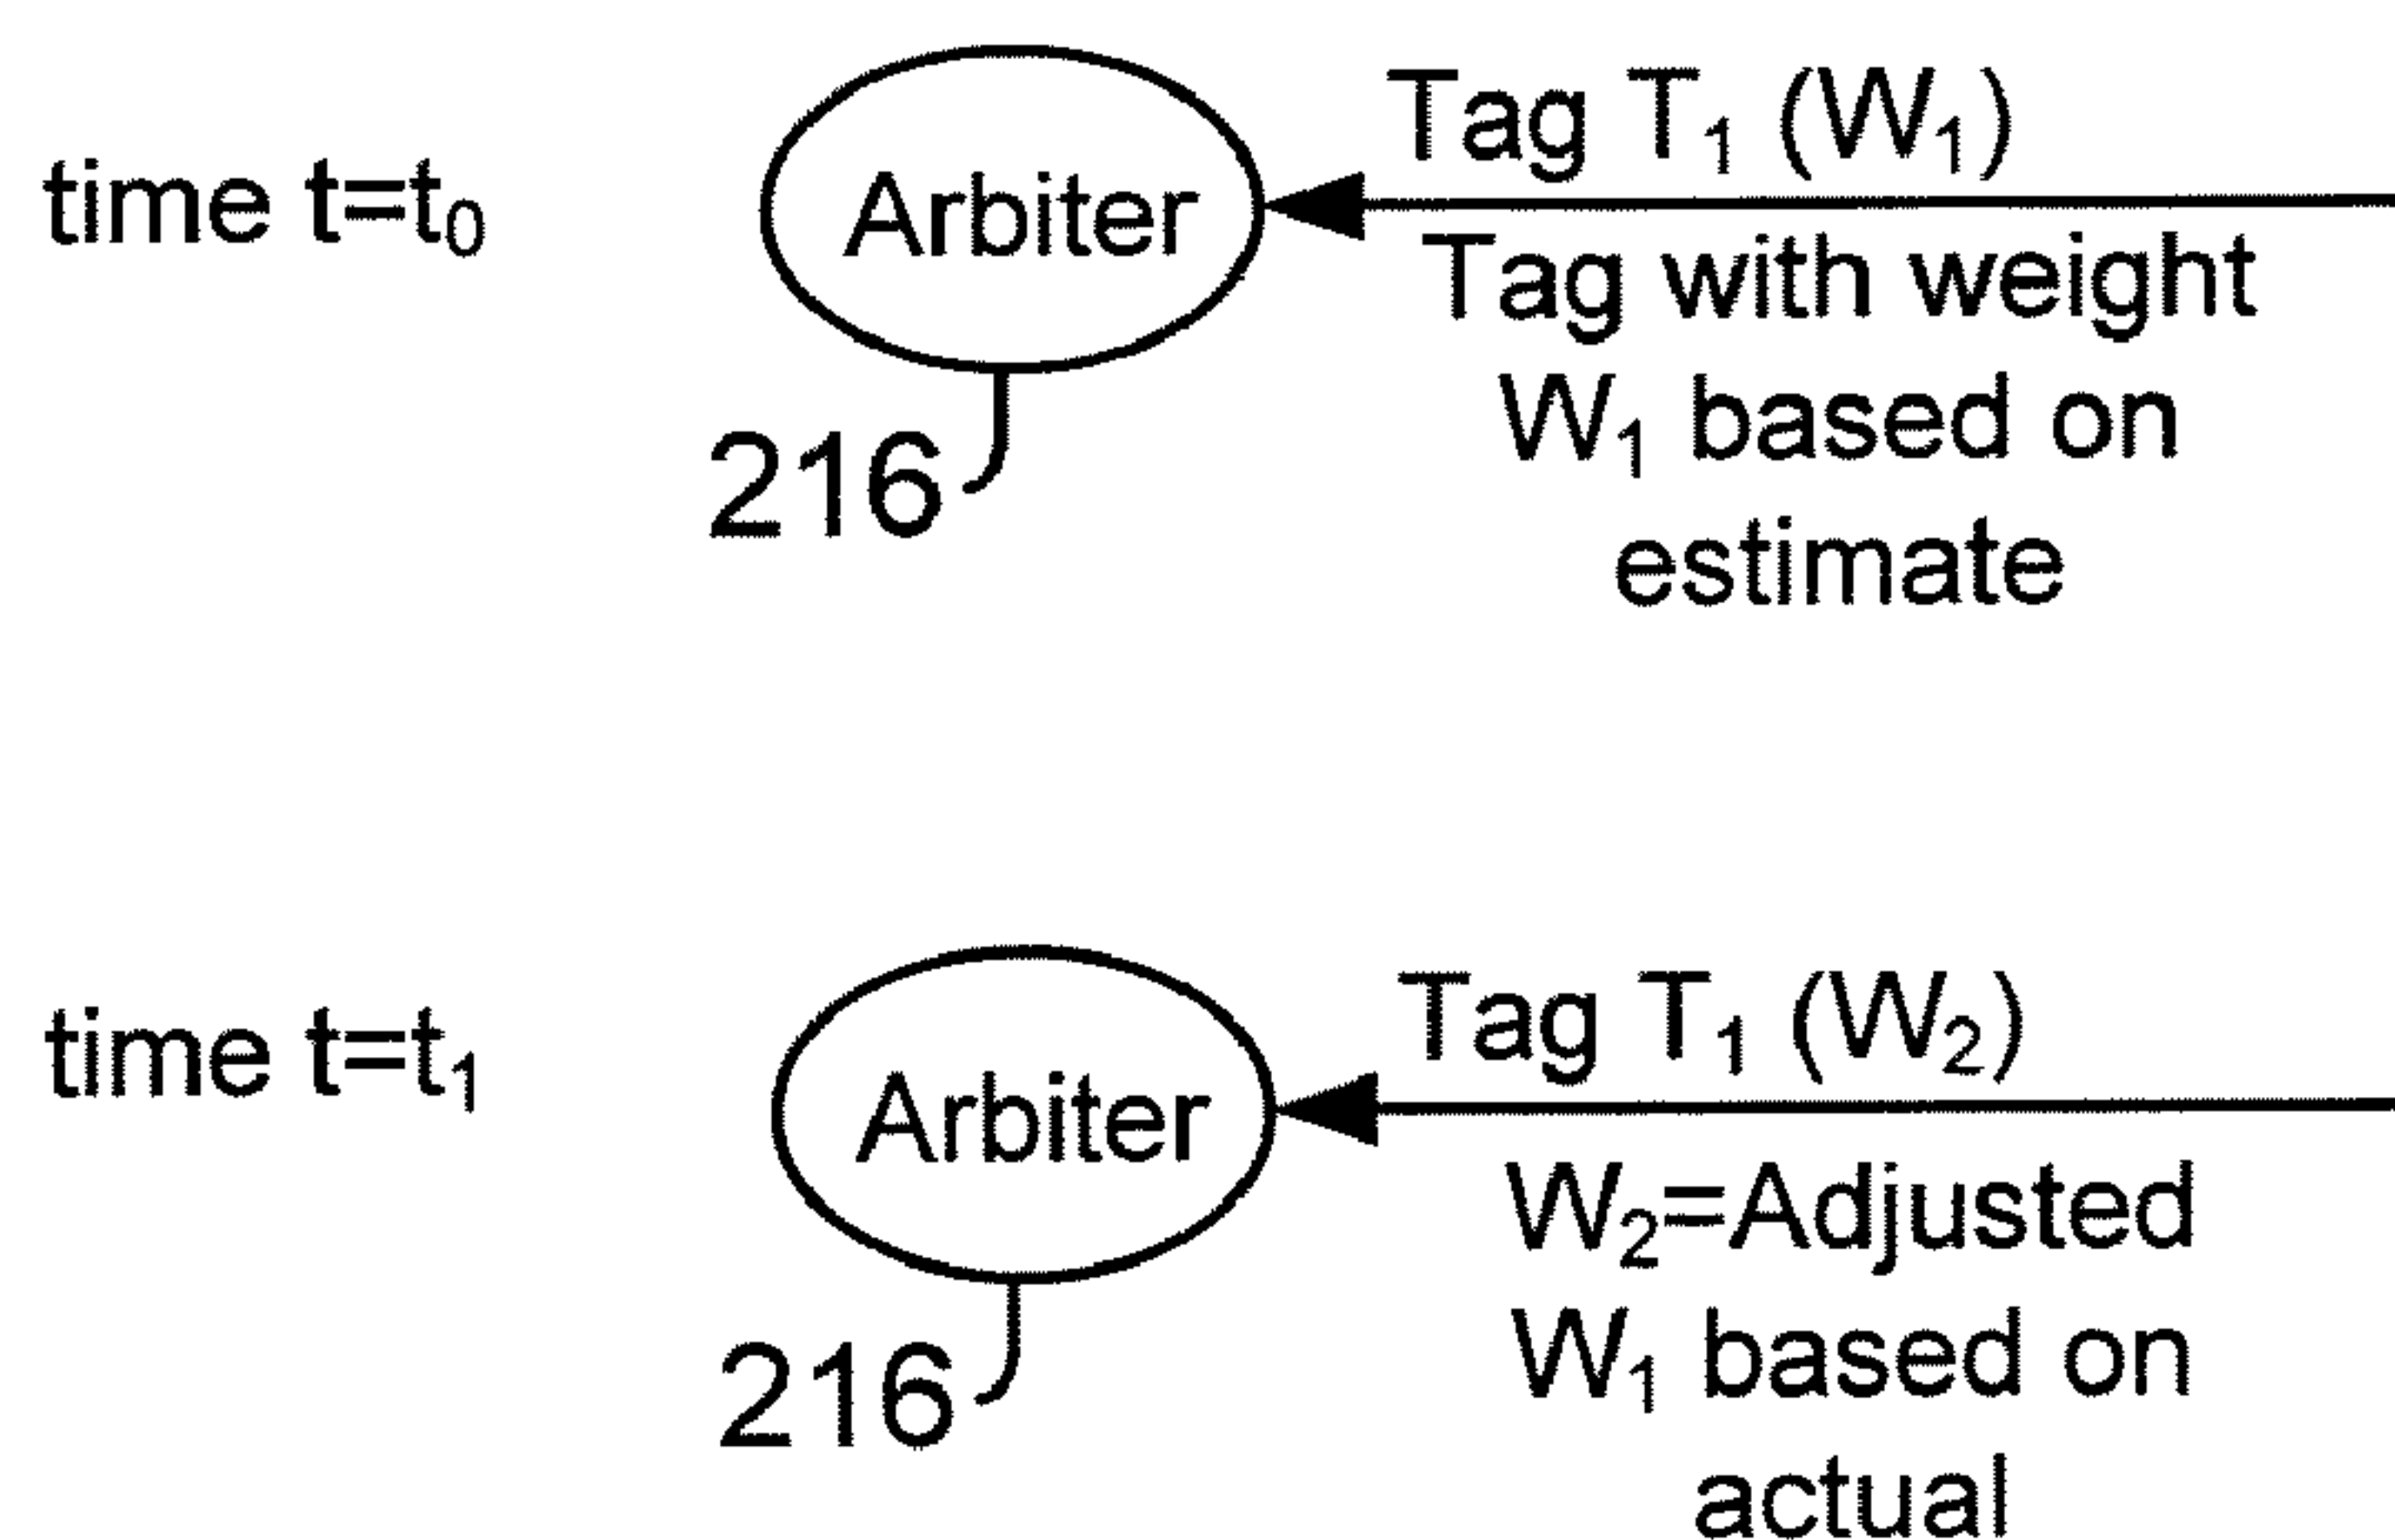 time t=t₀
Arbiter
216
Tag T₁ (W₁)
Tag with weight
W₁ based on
estimate
time t=t₁
Arbiter
216
Tag T₁ (W₂)
W₂=Adjusted
W₁ based on
actual